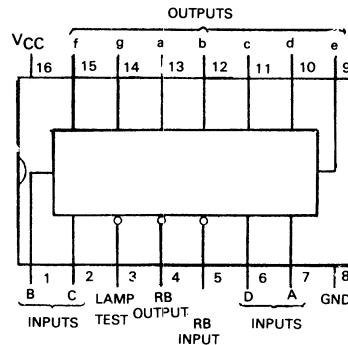 OUTPUTS
VCC f g a b c d e
16 15 14 13 12 11 10 9
1 2 3 4 5 6 7 8
B C LAMP TEST RB OUTPUT RB INPUT D A GND
INPUTS INPUTS